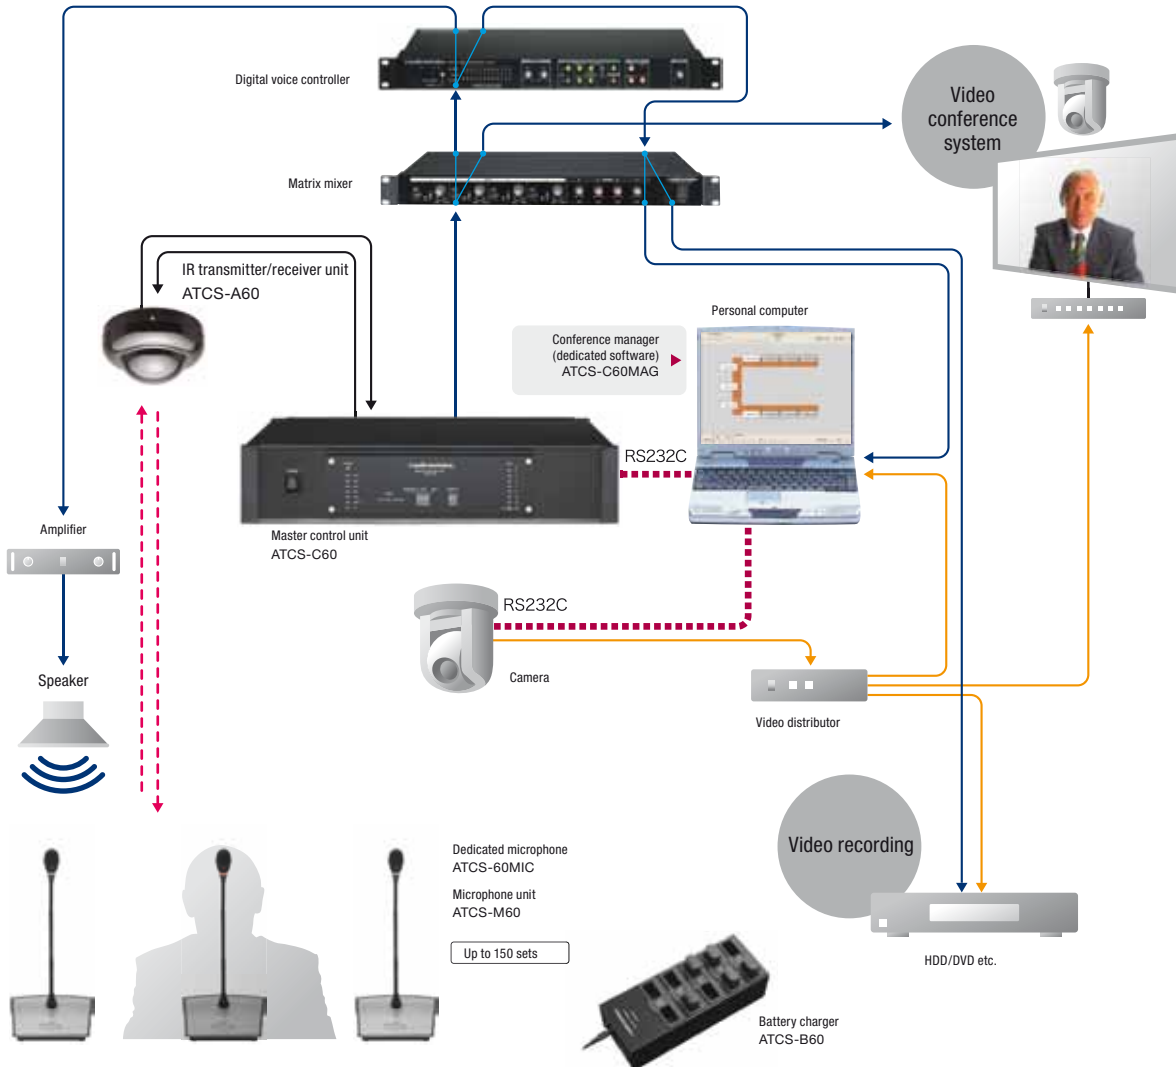 Digital voice controller
Video
conference
system
Matrix mixer
IR transmitter/receiver unit
ATCS-A60
Personal computer
Conference manager
(dedicated software)
ATCS-C60MAG
RS232C
Amplifier
Master control unit
ATCS-C60
RS232C
Speaker
Camera
Video distributor
Video recording
Dedicated microphone
ATCS-60MIC
Microphone unit
ATCS-M60
Up to 150 sets
HDD/DVD etc.
Battery charger
ATCS-B60